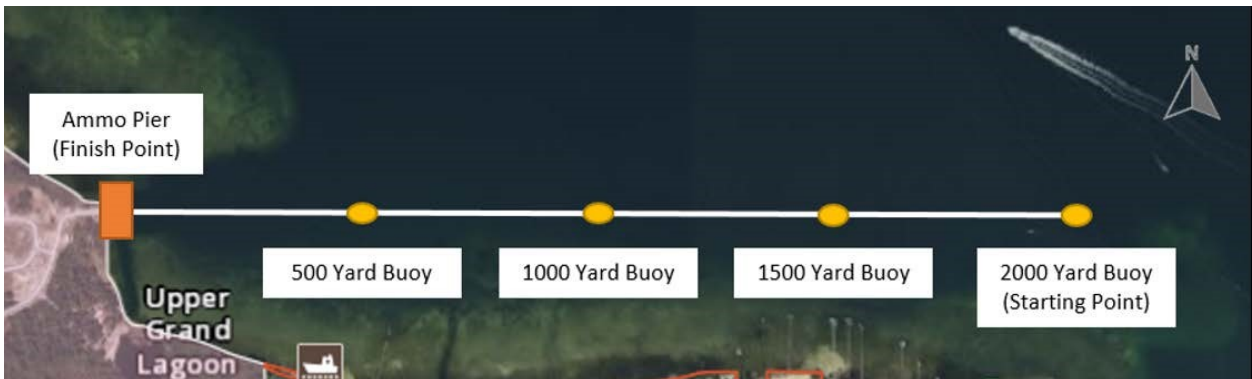 N
Ammo Pier
(Finish Point)
500 Yard Buoy
1000 Yard Buoy
1500 Yard Buoy
2000 Yard Buoy
(Starting Point)
Upper
Grand
Lagoon